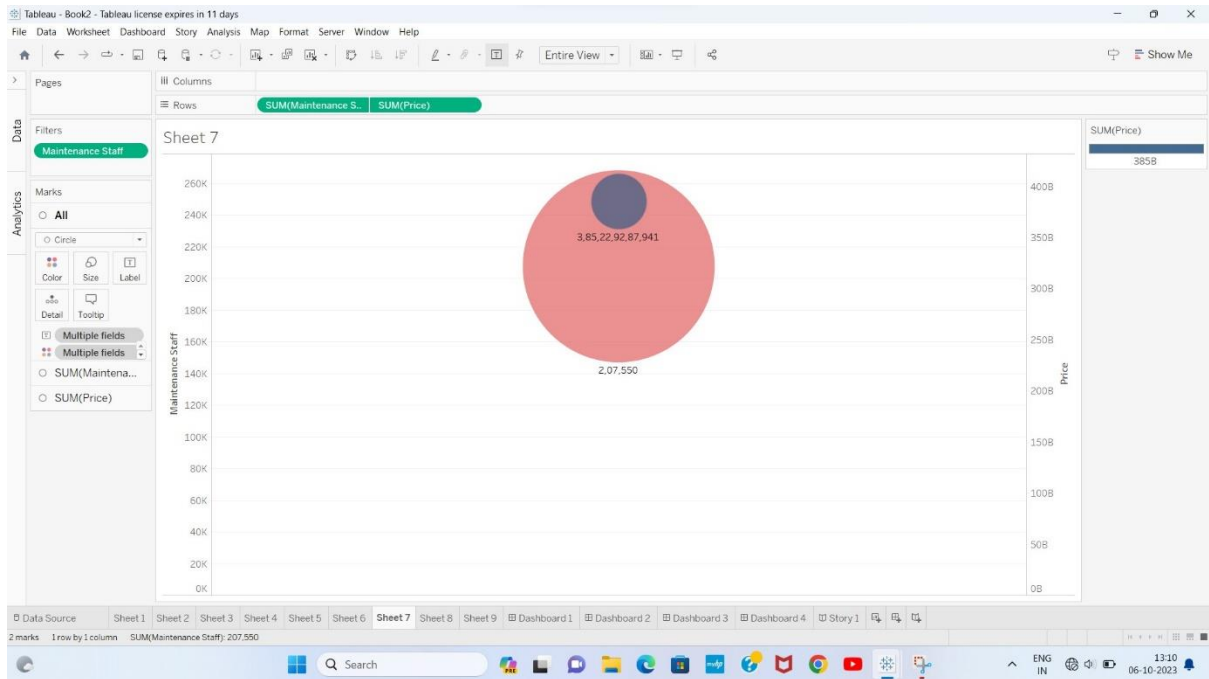 Tableau - Book2 - Tableau license expires in 11 days
File Data Worksheet Dashboard Story Analysis Map Format Server Window Help
Entire View
Show Me
Pages
Columns
Rows
SUM(Maintenance S.. SUM(Price)
Data
Analytics
Filters
Maintenance Staff
Marks
All
Circle
Color Size Label
Detail Tooltip
Multiple fields
Multiple fields
SUM(Maintena...
SUM(Price)
Sheet 7
Maintenance Staff
260K
240K
220K
200K
180K
160K
140K
120K
100K
80K
60K
40K
20K
0K
3,85,22,92,87,941
2,07,550
400B
350B
300B
250B
200B
150B
100B
50B
0B
Price
SUM(Price)
385B
Data Source Sheet 1 Sheet 2 Sheet 3 Sheet 4 Sheet 5 Sheet 6 Sheet 7 Sheet 8 Sheet 9 Dashboard 1 Dashboard 2 Dashboard 3 Dashboard 4 Story 1
2 marks 1 row by 1 column SUM(Maintenance Staff): 207,550
Search
PRE
ENG
IN
13:10
06-10-2023